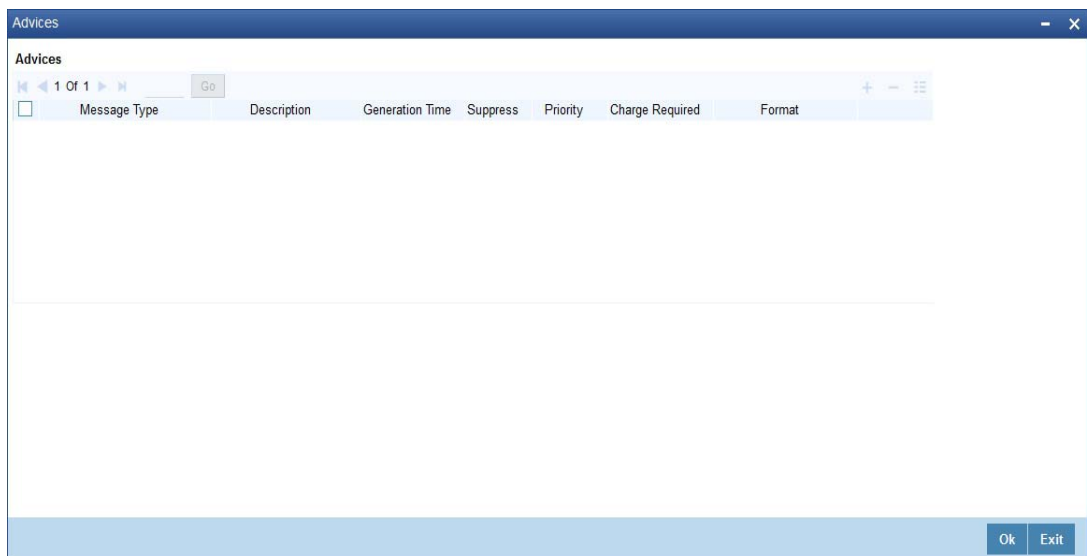 Advices
Advices
1 Of 1 Go
Message Type Description Generation Time Suppress Priority Charge Required Format
Ok Exit